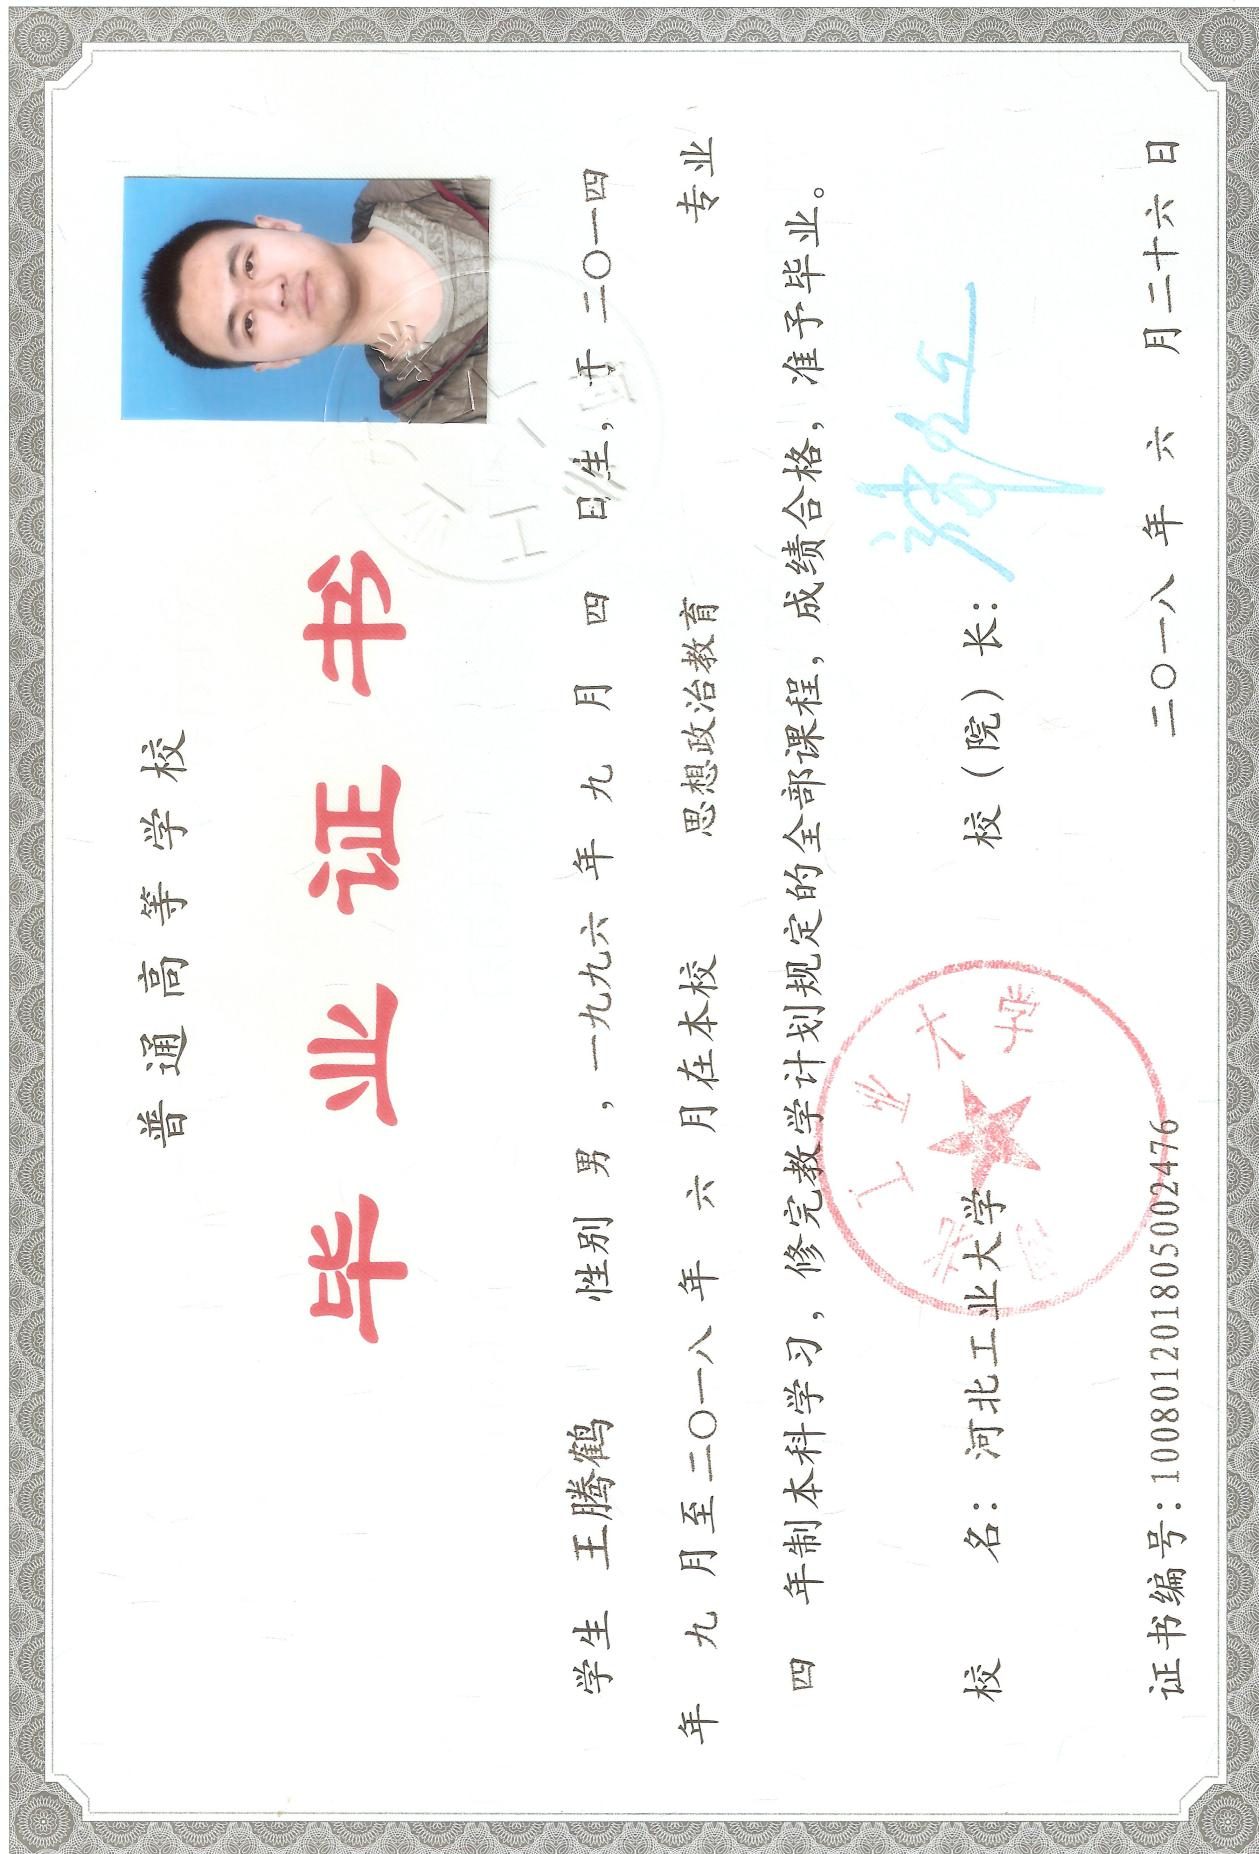 普通高等学校
毕业证书
学生 王腾鹤 性别 男，一九九六年 九 月 四 日生，于二〇一四
年 九 月至二〇一八年 六 月在本校 思想政治教育 专业
四 年制本科学习，修完教学计划规定的全部课程，成绩合格，准予毕业。
校 名：河北工业大学 校（院）长：
河北工业大学
二〇一八年 六 月二十六日
证书编号：100801201805002476